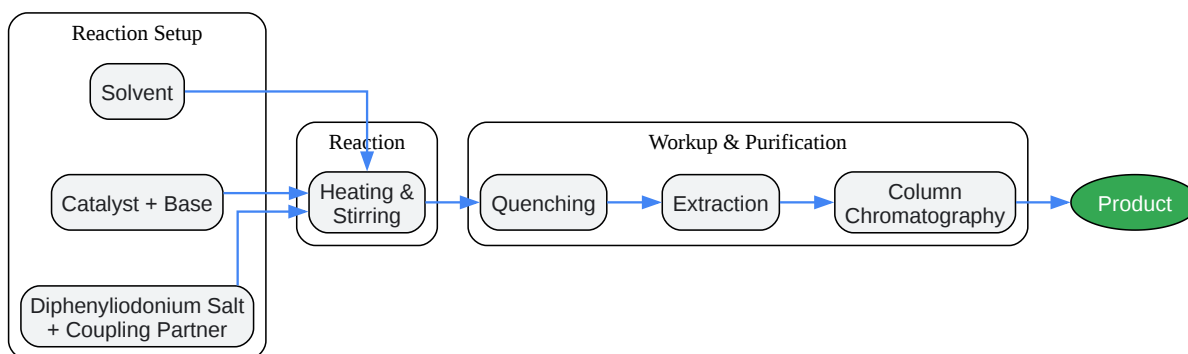 Reaction Setup
Solvent
Catalyst + Base
Diphenyliodonium Salt
+ Coupling Partner
Reaction
Heating &
Stirring
Workup & Purification
Quenching
Extraction
Column
Chromatography
Product